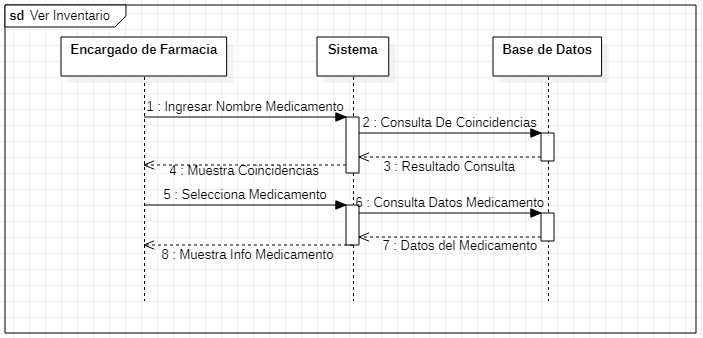 sd Ver Inventario
Encargado de Farmacia
Sistema
Base de Datos
1 : Ingresar Nombre Medicamento
2 : Consulta De Coincidencias
3 : Resultado Consulta
4 : Muestra Coincidencias
5 : Selecciona Medicamento
6 : Consulta Datos Medicamento
7 : Datos del Medicamento
8 : Muestra Info Medicamento